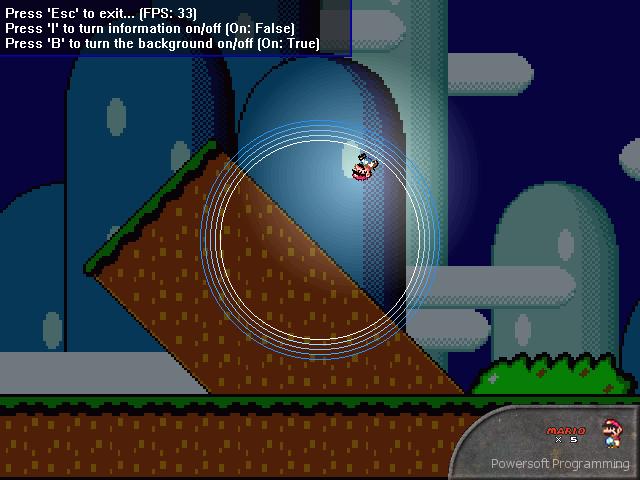 Press 'Esc' to exit... (FPS: 33)
Press 'I' to turn information on/off (On: False)
Press 'B' to turn the background on/off (On: True)
MARIO
X 5
Powersoft Programming